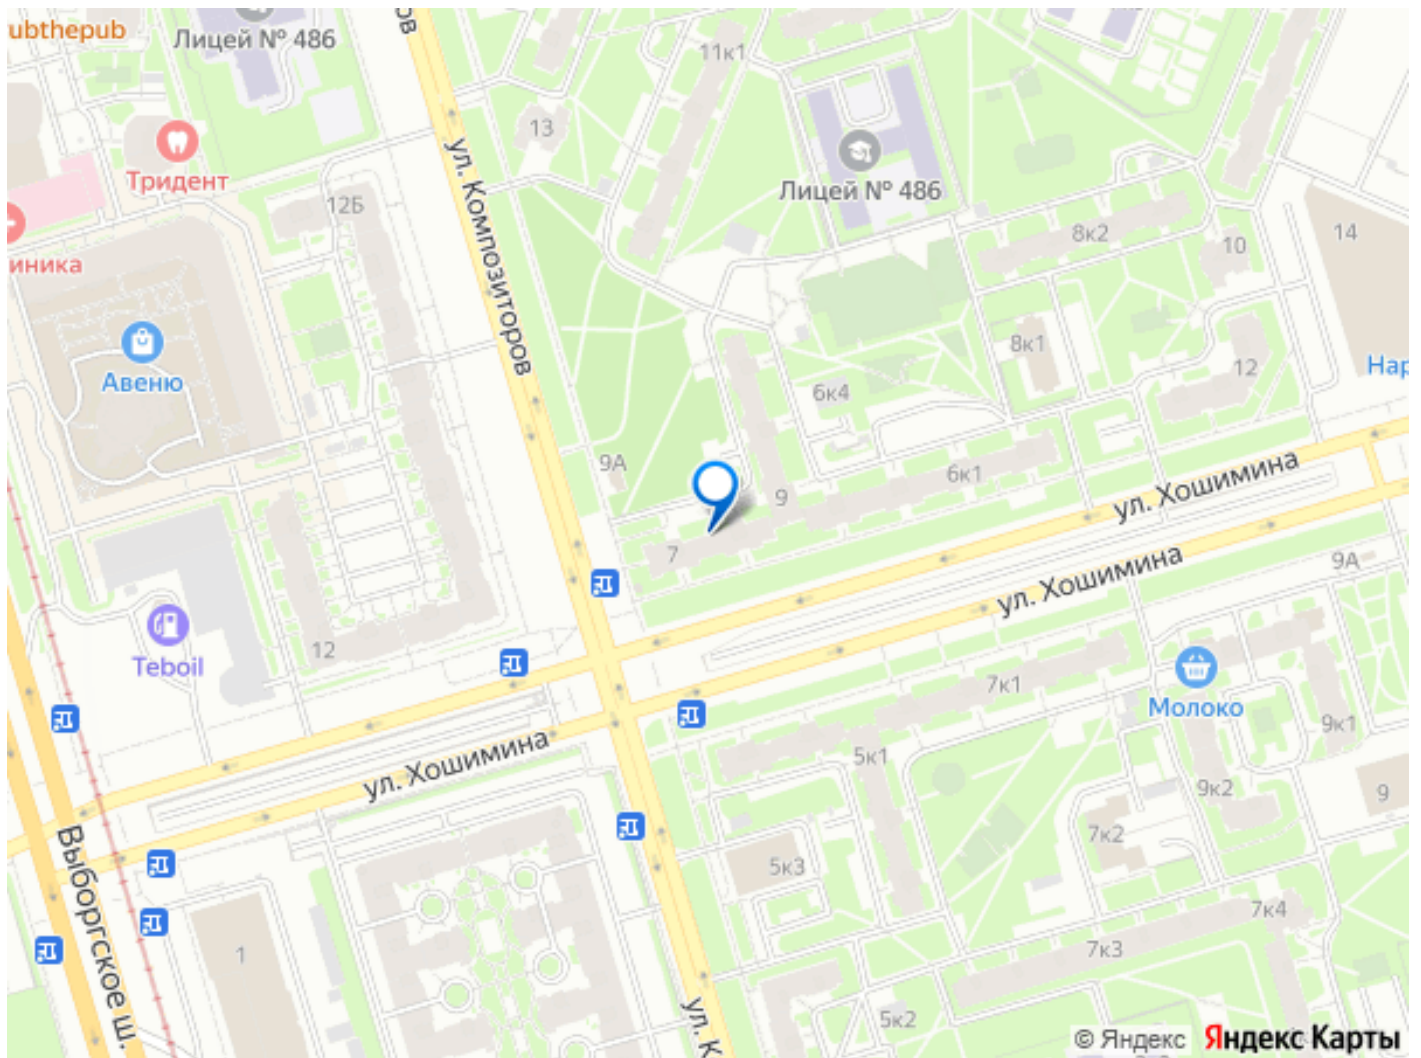 ubthepub
Лицей № 486
ов
11к1
13
ул. Композиторов
Лицей № 486
Тридент
12Б
8к2
10
14
иника
Авеню
8к1
12
Нар
6к4
9А
6к1
9
ул. Хошимина
7
ул. Хошимина
9А
Teboil
12
7к1
Молоко
9к1
ул. Хошимина
5к1
9к2
9
Выборгское ш.
7к2
5к3
7к4
1
7к3
ул. К
5к2
© Яндекс Яндекс Карты